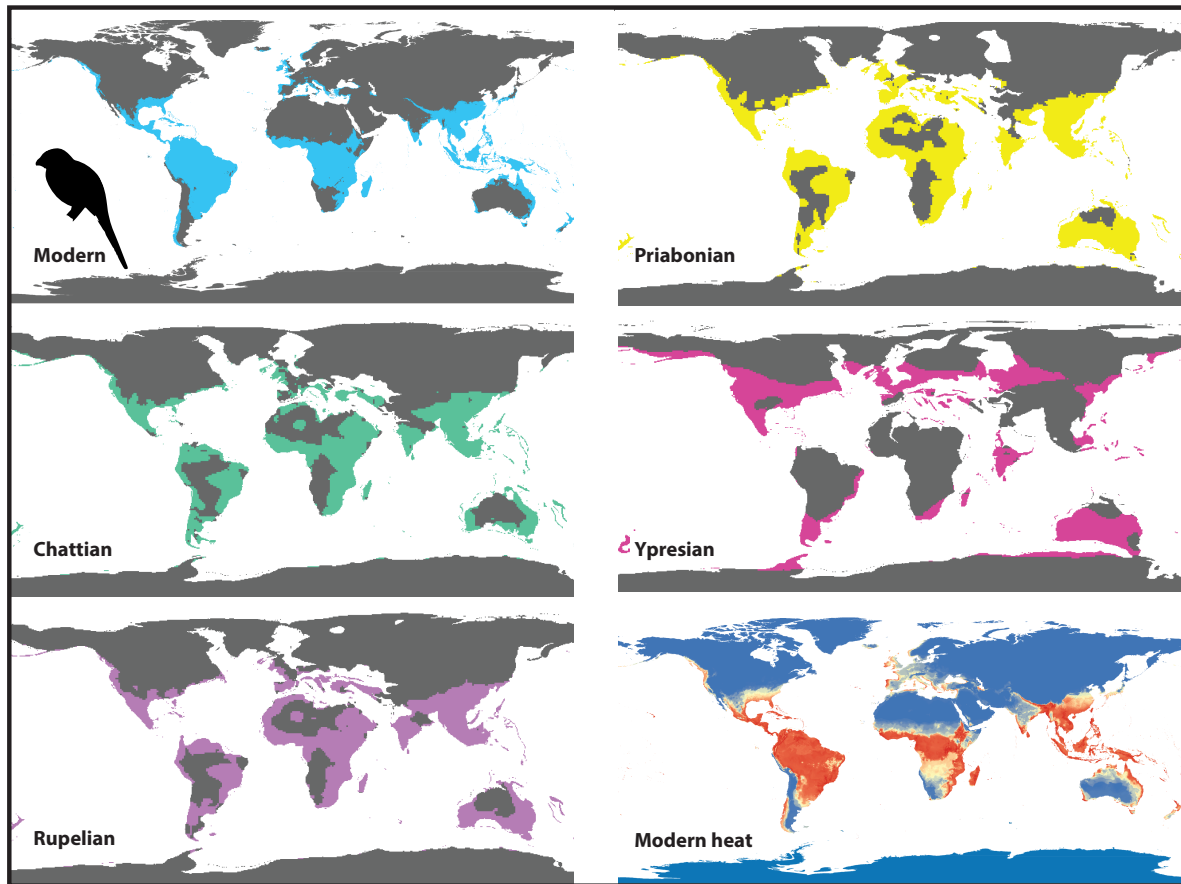 Modern
Priabonian
Chattian
Ypresian
Rupelian
Modern heat